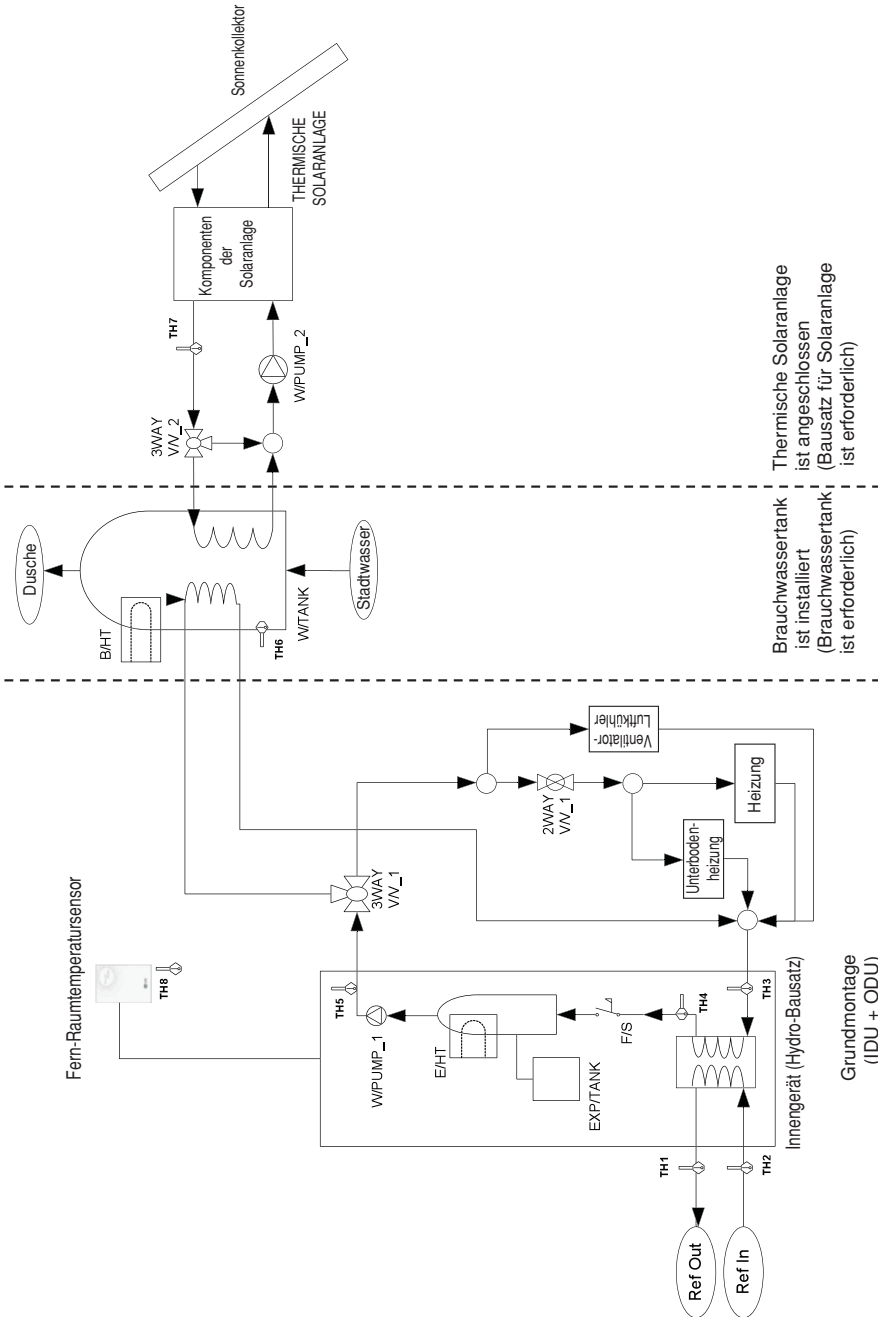 Sonnenkollektor
THERMISCHE
SOLARANLAGE
Komponenten
der
Solaranlage
TH7
3WAY
V/V_2
W/PUMP_2
Thermische Solaranlage
ist angeschlossen
(Bausatz für Solaranlage
ist erforderlich)
Dusche
B/HT
TH6
W/TANK
Stadtwasser
Brauchwassertank
ist installiert
(Brauchwassertank
ist erforderlich)
Fern-Raumtemperatursensor
TH8
3WAY
V/V_1
2WAY
V/V_1
Ventilator-
Luftkühler
Heizung
Unterboden-
heizung
TH5
W/PUMP_1
E/HT
EXP/TANK
F/S
TH4
TH3
Innengerät (Hydro-Bausatz)
TH1
TH2
Ref Out
Ref In
Grundmontage
(IDU + ODU)